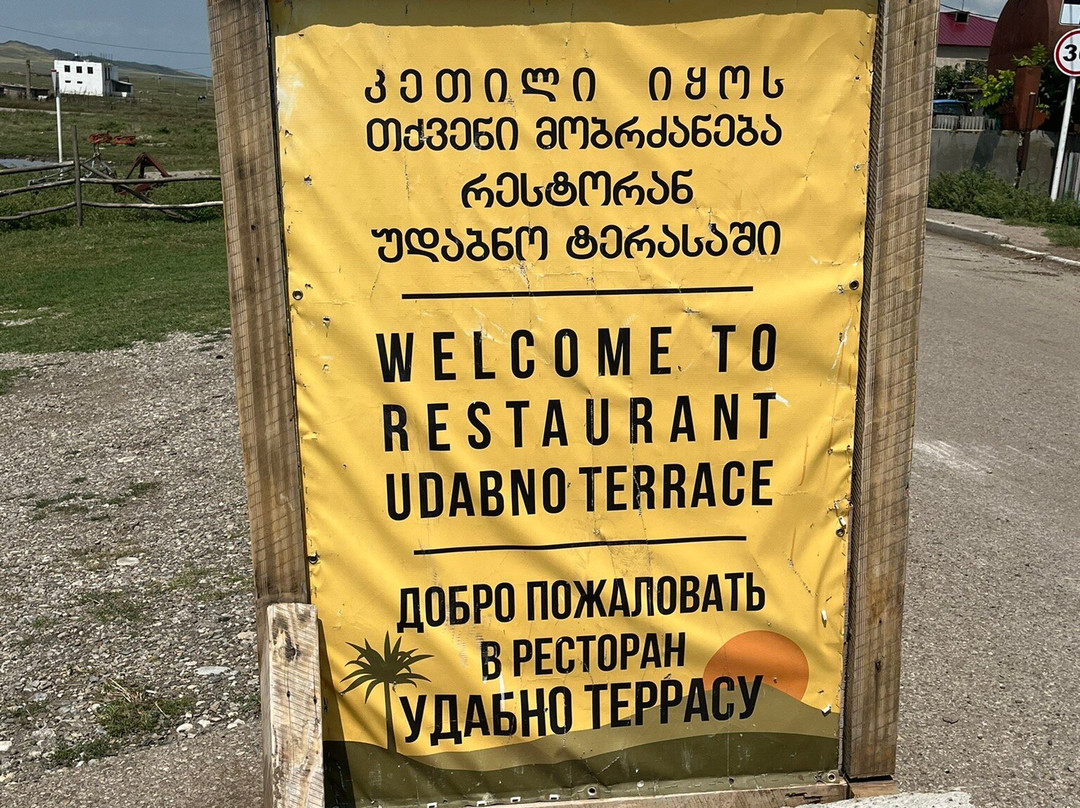 კეთილი იყოს
თქვენი მობრძანება
რესტორან
უდაბნო ტერასაში
WELCOME TO
RESTAURANT
UDABNO TERRACE
ДОБРО ПОЖАЛОВАТЬ
В РЕСТОРАН
УДАБНО ТЕРРАСУ